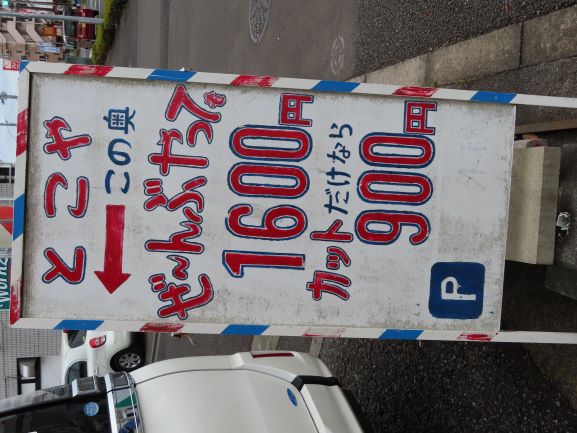 とこや
← この奥
ぜ〜んぶやっても
1600円
カットだけなら
900円
P